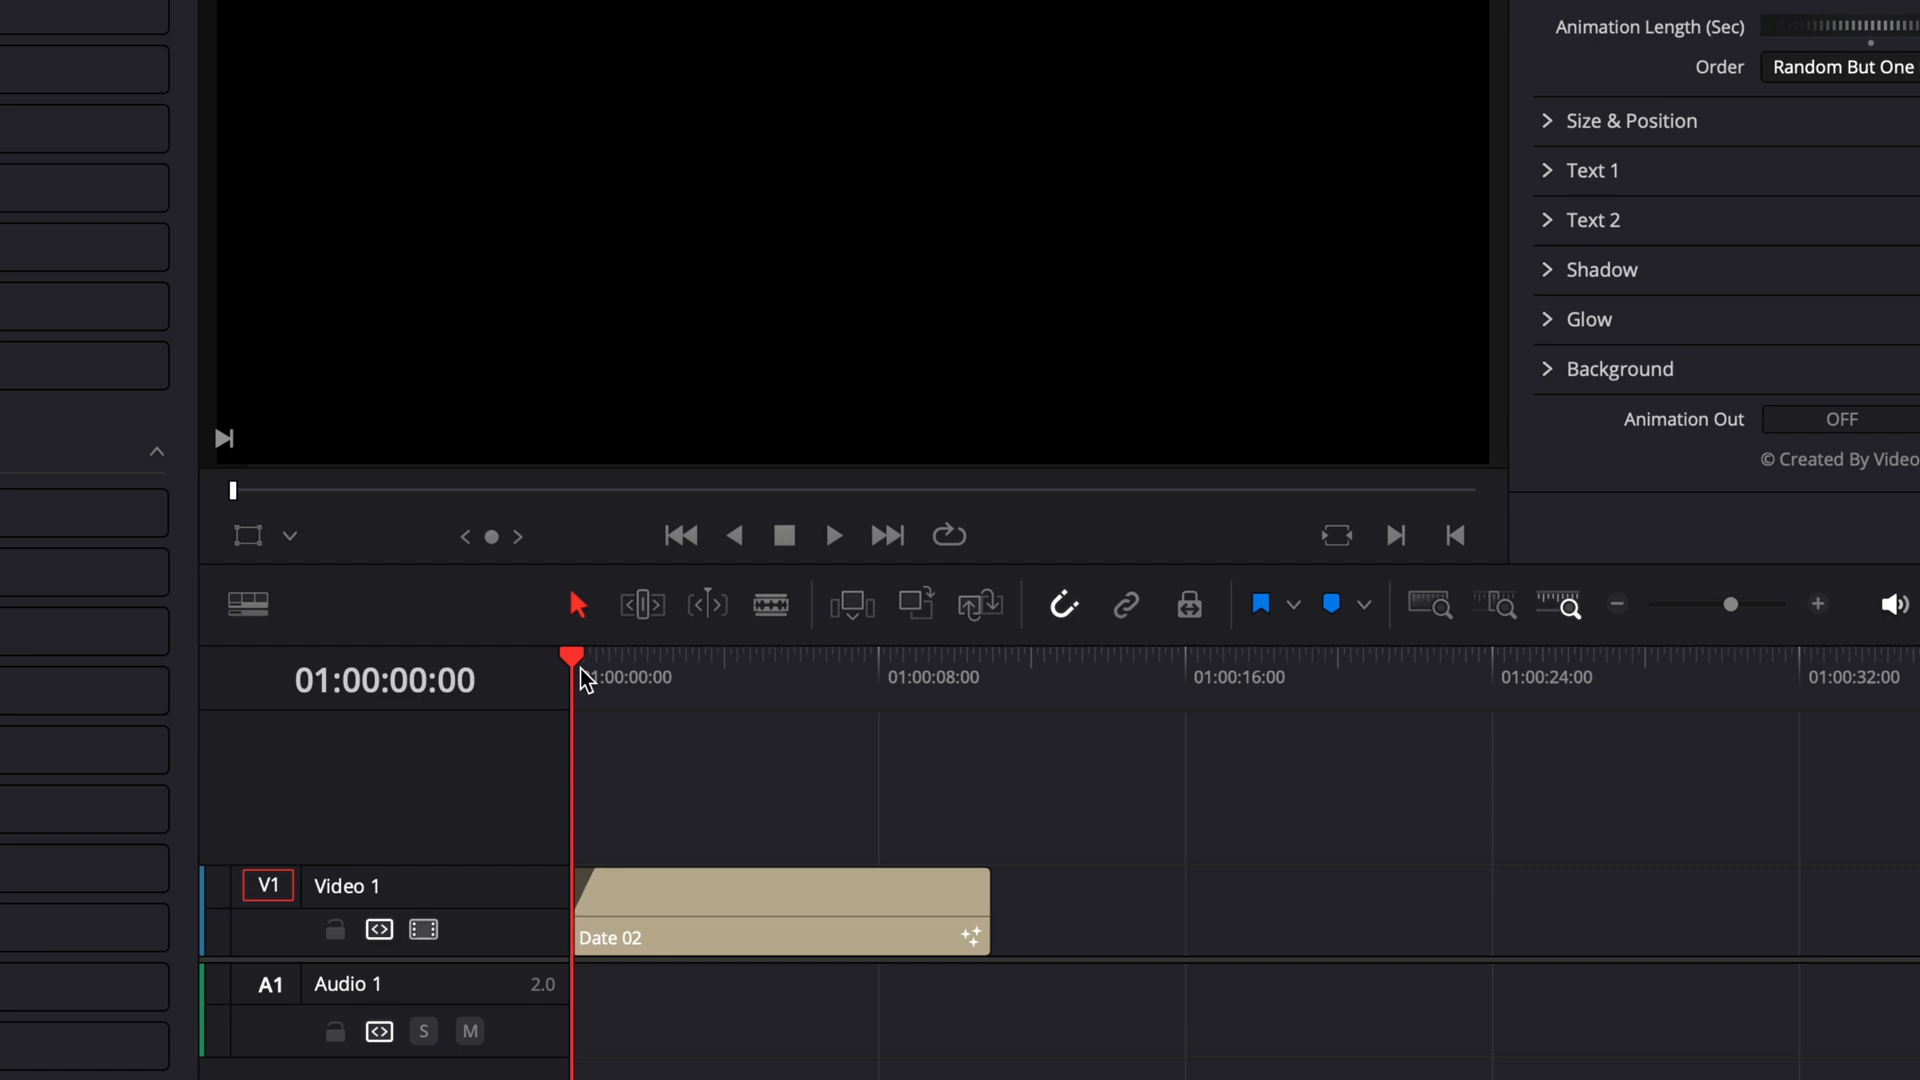 Animation Length (Sec)
Order Random But One
Size & Position
Text 1
Text 2
Shadow
Glow
Background
Animation Out OFF
© Created By Video
01:00:00:00
1:00:00:00 01:00:08:00 01:00:16:00 01:00:24:00 01:00:32:00
V1 Video 1
Date 02
A1 Audio 1 2.0
S M